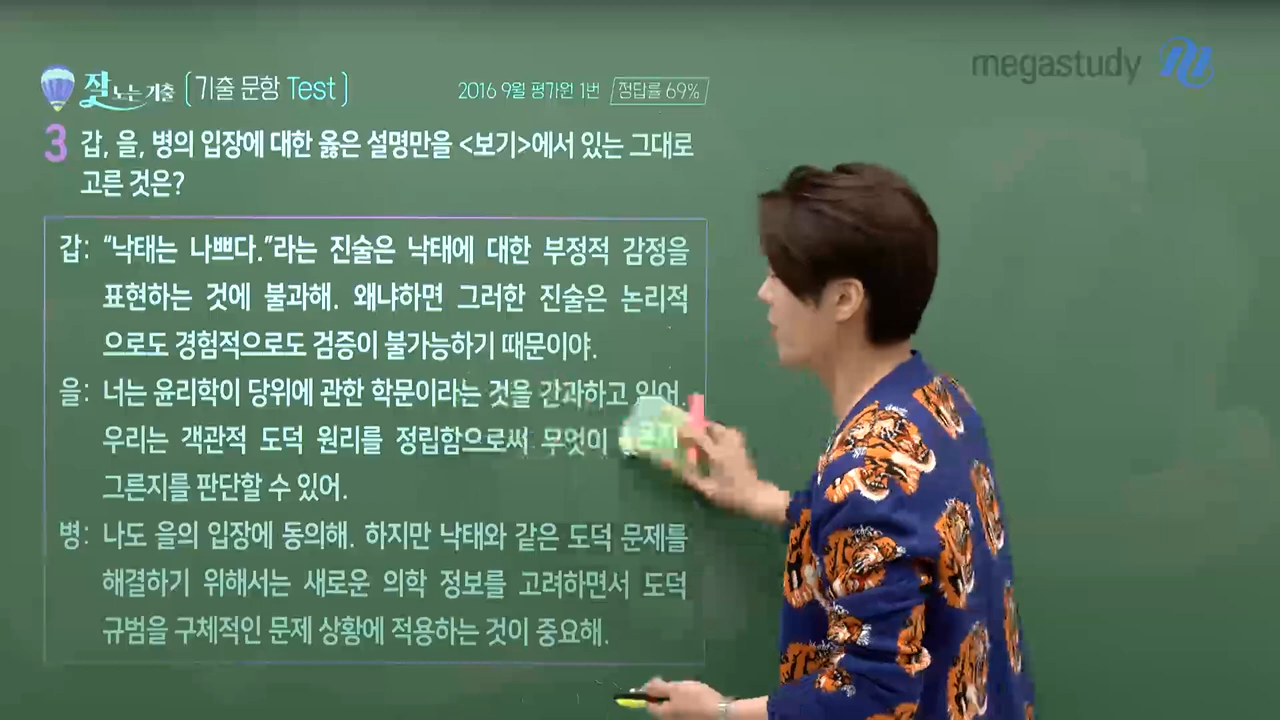 megastudy
잘 노는 기출 [기출 문항 Test]
2016 9월 평가원 1번 정답률 69%
3 갑, 을, 병의 입장에 대한 옳은 설명만을 <보기>에서 있는 그대로
고른 것은?
갑: “낙태는 나쁘다.”라는 진술은 낙태에 대한 부정적 감정을
표현하는 것에 불과해. 왜냐하면 그러한 진술은 논리적
으로도 경험적으로도 검증이 불가능하기 때문이야.
을: 너는 윤리학이 당위에 관한 학문이라는 것을 간과하고 있어.
우리는 객관적 도덕 원리를 정립함으로써 무엇이
그른지를 판단할 수 있어.
병: 나도 을의 입장에 동의해. 하지만 낙태와 같은 도덕 문제를
해결하기 위해서는 새로운 의학 정보를 고려하면서 도덕
규범을 구체적인 문제 상황에 적용하는 것이 중요해.